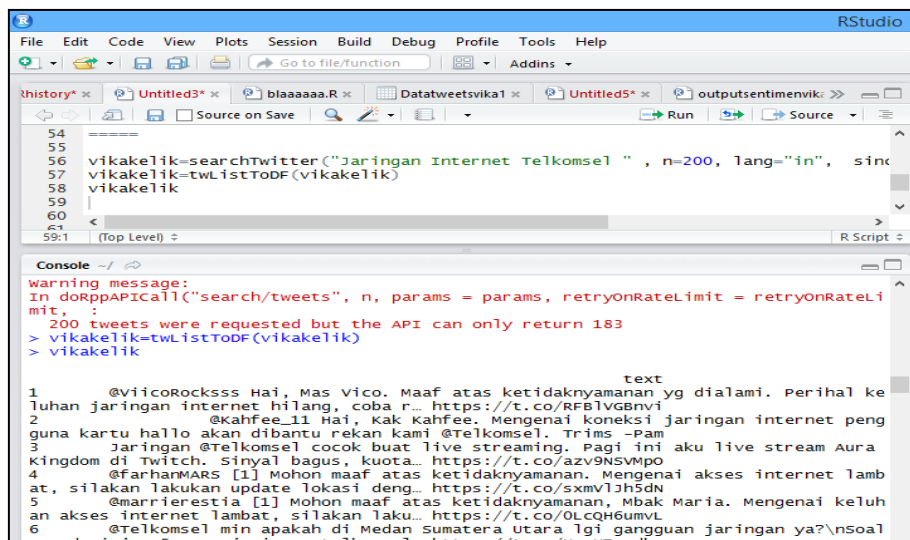 RStudio
File Edit Code View Plots Session Build Debug Profile Tools Help
Go to file/function Addins
Rhistory* Untitled3* blaaaaaa.R Datatweetsvika1 Untitled5* outputsentimenvika
Source on Save Run Source
54 =====
55
56 vikakelik=searchTwitter("Jaringan Internet Telkomsel " , n=200, lang="in", sinc
57 vikakelik=twListToDF(vikakelik)
58 vikakelik
59
60
61
59:1 (Top Level) R Script
Console ~/
Warning message:
In doRppAPICall("search/tweets", n, params = params, retryOnRateLimit = retryOnRateLi
mit, :
200 tweets were requested but the API can only return 183
> vikakelik=twListToDF(vikakelik)
> vikakelik
text
1 @ViicoRocksss Hai, Mas Vico. Maaf atas ketidaknyamanan yg dialami. Perihal ke
luhan jaringan internet hilang, coba r… https://t.co/RFBlVGBnvi
2 @Kahfee_11 Hai, Kak Kahfee. Mengenai koneksi jaringan internet peng
guna kartu hallo akan dibantu rekan kami @Telkomsel. Trims -Pam
3 Jaringan @Telkomsel cocok buat live streaming. Pagi ini aku live stream Aura
Kingdom di Twitch. Sinyal bagus, kuota… https://t.co/azv9NSVMpO
4 @farhanMARS [1] Mohon maaf atas ketidaknyamanan. Mengenai akses internet lamb
at, silakan lakukan update lokasi deng… https://t.co/sxmVlJh5dN
5 @marrierestia [1] Mohon maaf atas ketidaknyamanan, Mbak Maria. Mengenai keluh
an akses internet lambat, silakan laku… https://t.co/0LcQH6umvL
6 @Telkomsel min apakah di Medan Sumatera Utara lgi gangguan jaringan ya?\nSoal